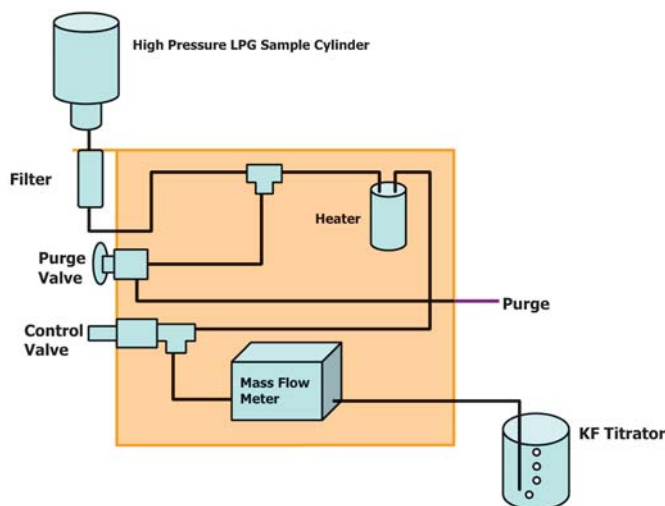 High Pressure LPG Sample Cylinder
Filter
Heater
Purge
Valve
Purge
Control
Valve
Mass Flow
Meter
KF Titrator